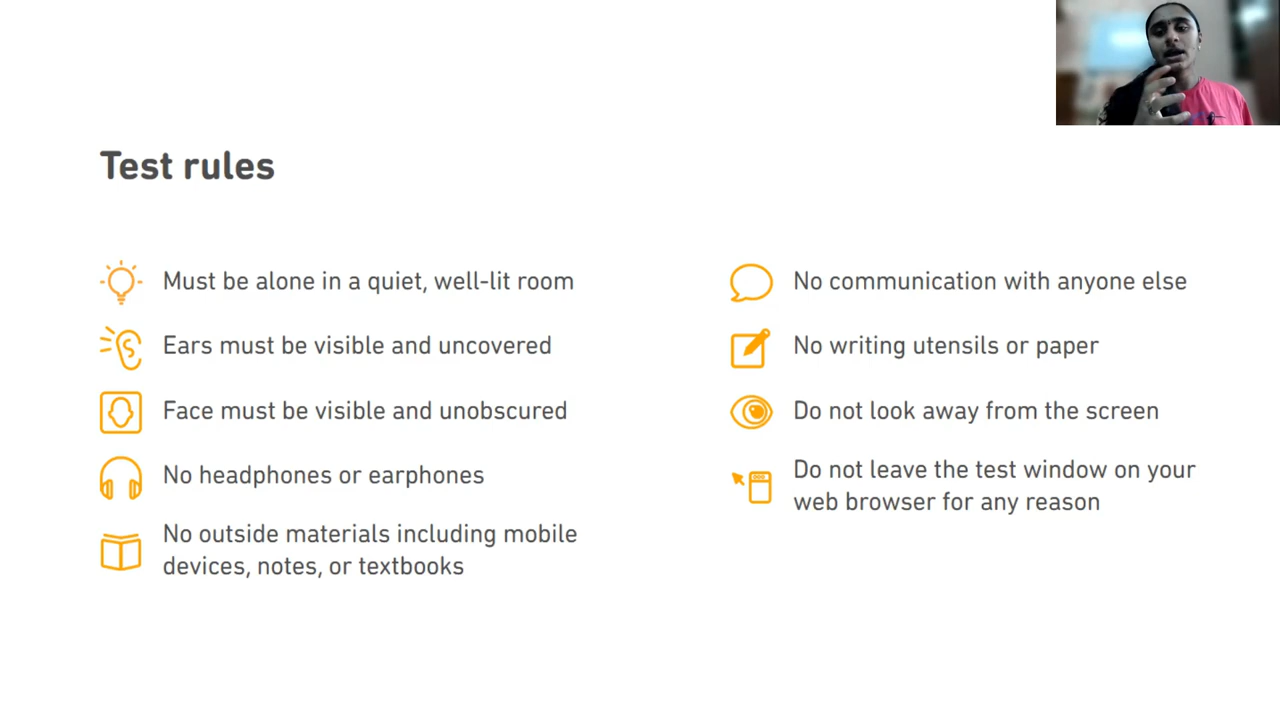 Test rules
Must be alone in a quiet, well-lit room
Ears must be visible and uncovered
Face must be visible and unobscured
No headphones or earphones
No outside materials including mobile
devices, notes, or textbooks
No communication with anyone else
No writing utensils or paper
Do not look away from the screen
Do not leave the test window on your
web browser for any reason